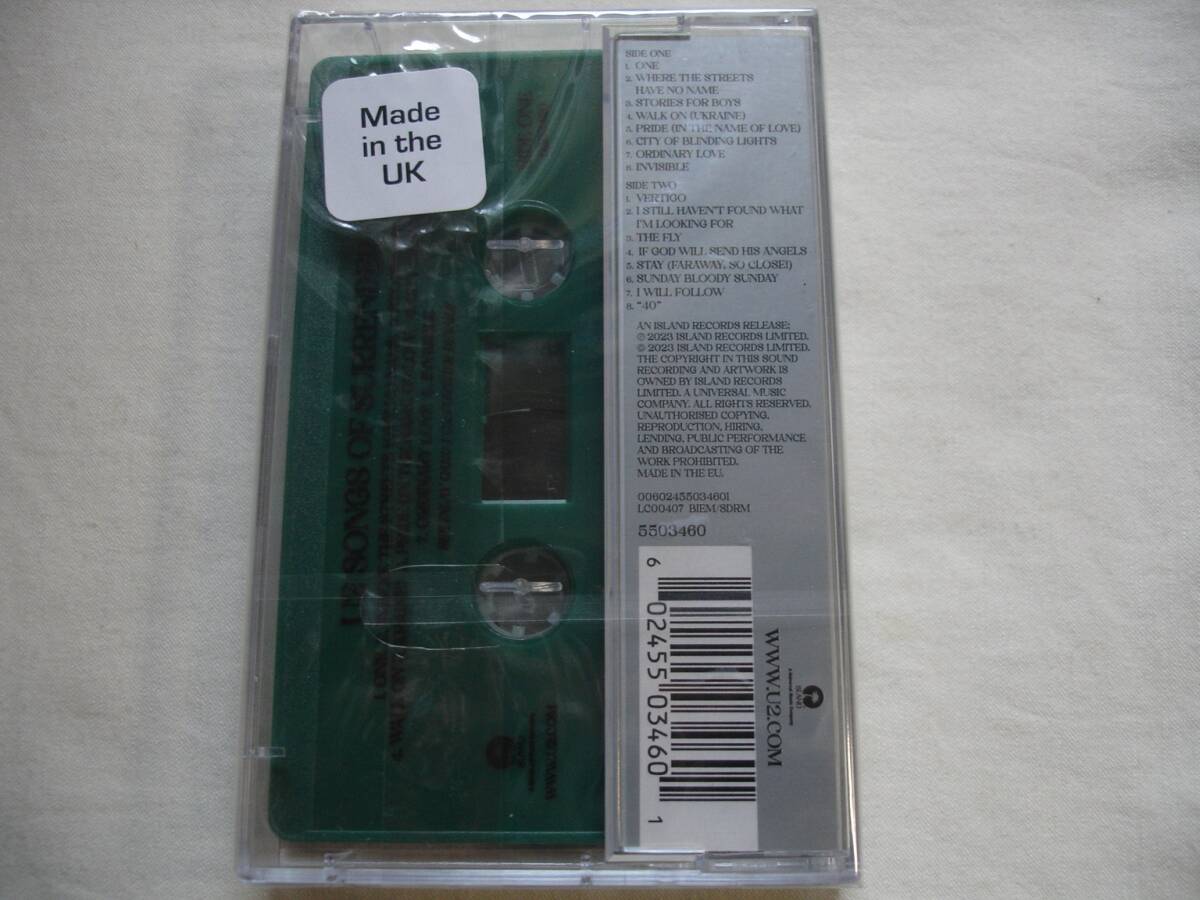 Made
in the
UK
SIDE ONE
1. ONE
2. WHERE THE STREETS
HAVE NO NAME
3. STORIES FOR BOYS
4. WALK ON (UKRAINE)
5. PRIDE (IN THE NAME OF LOVE)
6. CITY OF BLINDING LIGHTS
7. ORDINARY LOVE
8. INVISIBLE
SIDE TWO
1. VERTIGO
2. I STILL HAVEN'T FOUND WHAT
I'M LOOKING FOR
3. THE FLY
4. IF GOD WILL SEND HIS ANGELS
5. STAY (FARAWAY, SO CLOSE!)
6. SUNDAY BLOODY SUNDAY
7. I WILL FOLLOW
8. "40"
AN ISLAND RECORDS RELEASE;
℗ 2023 ISLAND RECORDS LIMITED.
© 2023 ISLAND RECORDS LIMITED.
THE COPYRIGHT IN THIS SOUND
RECORDING AND ARTWORK IS
OWNED BY ISLAND RECORDS
LIMITED. A UNIVERSAL MUSIC
COMPANY. ALL RIGHTS RESERVED.
UNAUTHORISED COPYING,
REPRODUCTION, HIRING,
LENDING, PUBLIC PERFORMANCE
AND BROADCASTING OF THE
WORK PROHIBITED.
MADE IN THE EU.
00602455034601
LC00407 BIEM/SDRM
5503460
6 02455 03460 1
WWW.U2.COM
ISLAND
U2 SONGS OF SURRENDER
SIDE ONE